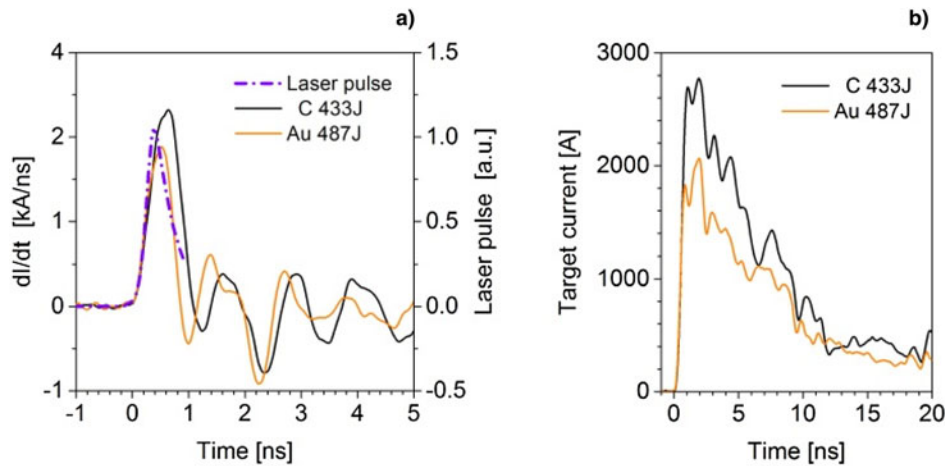 a)
4
2
1
0
-1
dI/dt [kA/ns]
1.5
1.0
0.5
0.0
-0.5
Laser pulse [a.u.]
Laser pulse
C 433J
Au 487J
-1 0 1 2 3 4 5
Time [ns]
b)
3000
2000
1000
0
Target current [A]
C 433J
Au 487J
0 5 10 15 20
Time [ns]